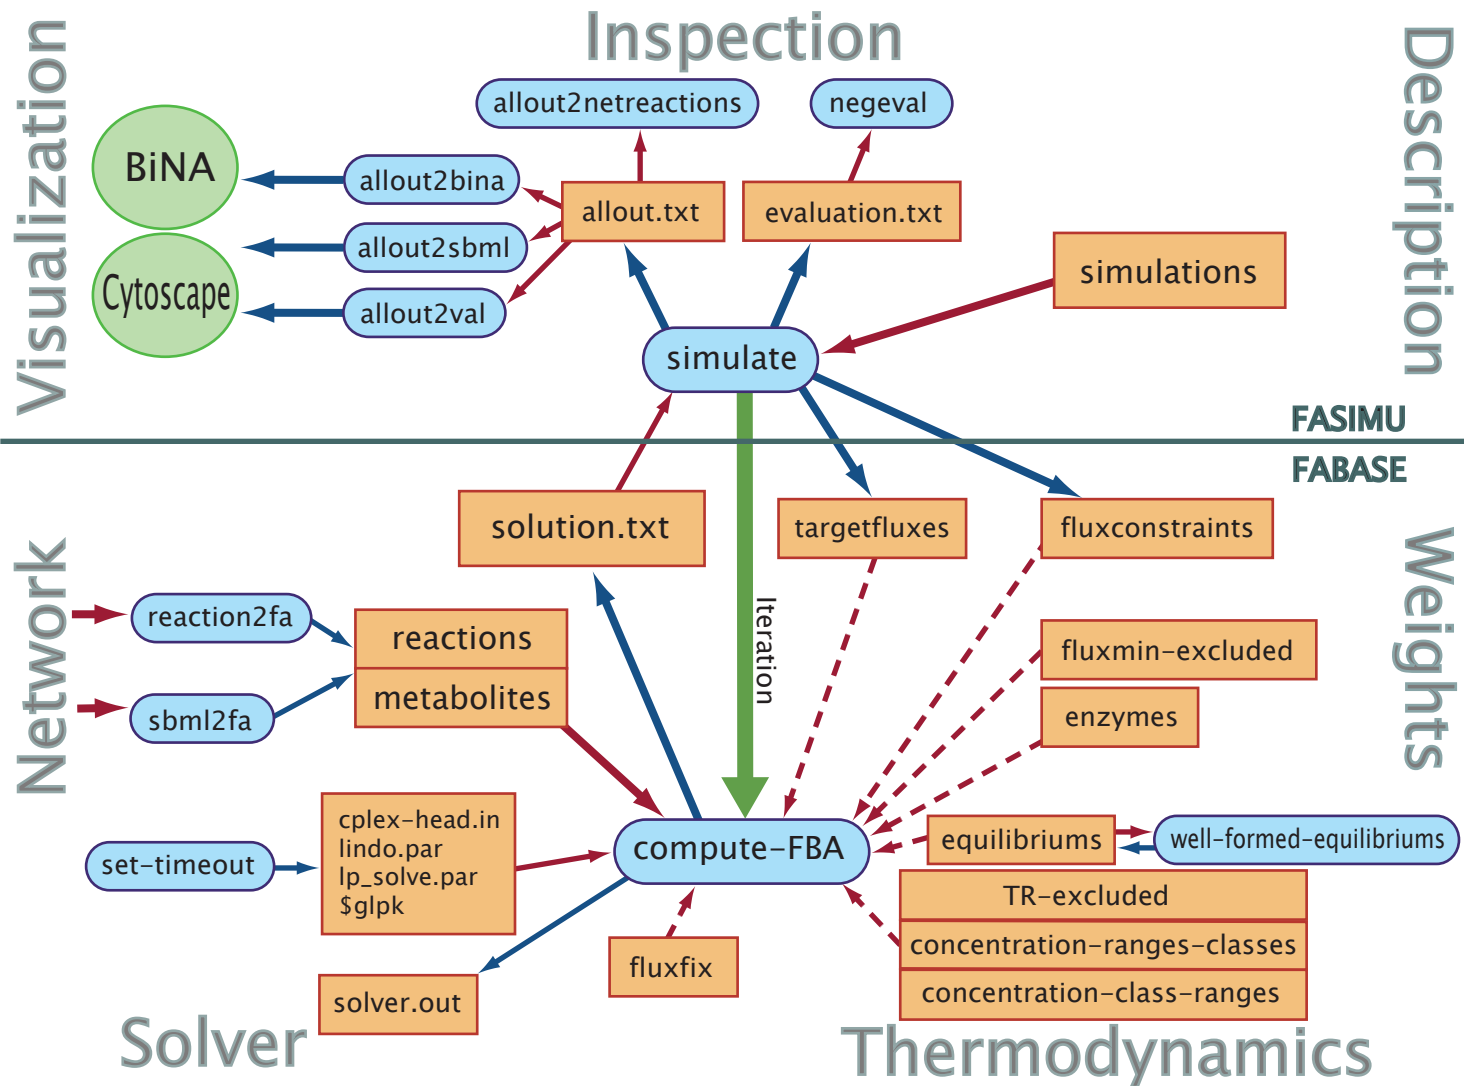 Inspection
Visualization
Description
allout2netreactions
negeval
BiNA
allout2bina
allout.txt
evaluation.txt
allout2sbml
simulations
Cytoscape
allout2val
simulate
FASIMU
FABASE
solution.txt
targetfluxes
fluxconstraints
Network
Weights
Iteration
reaction2fa
reactions
fluxmin-excluded
metabolites
sbml2fa
enzymes
cplex-head.in
lindo.par
lp_solve.par
$glpk
set-timeout
compute-FBA
equilibriums
well-formed-equilibriums
TR-excluded
concentration-ranges-classes
concentration-class-ranges
fluxfix
solver.out
Solver
Thermodynamics